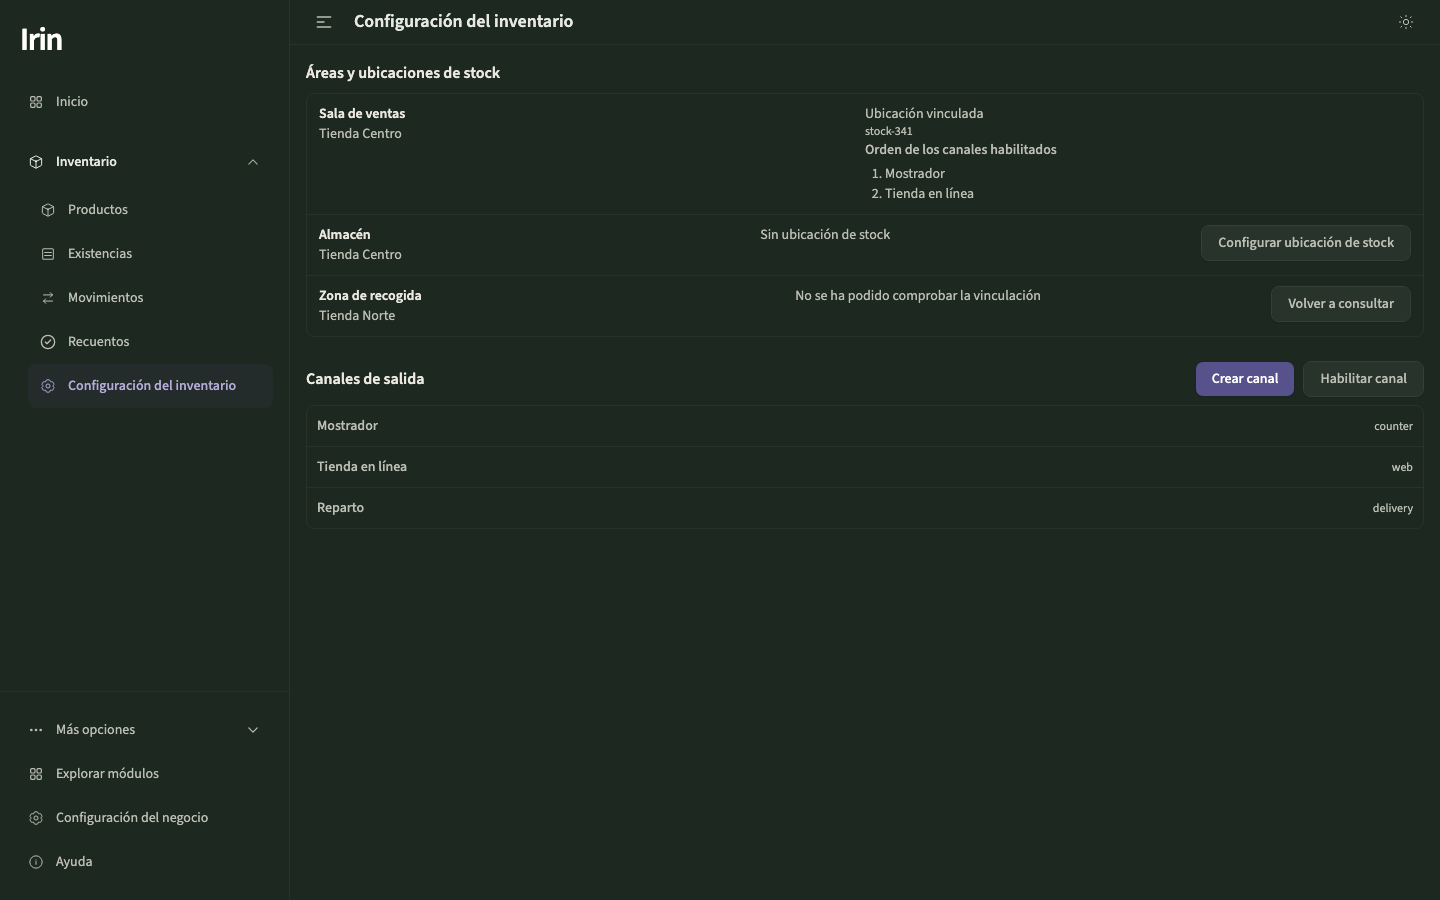 Irin
Inicio
Inventario
Productos
Existencias
Movimientos
Recuentos
Configuración del inventario
Más opciones
Explorar módulos
Configuración del negocio
Ayuda
Configuración del inventario
Áreas y ubicaciones de stock
Sala de ventas
Tienda Centro
Ubicación vinculada
stock-341
Orden de los canales habilitados
1. Mostrador
2. Tienda en línea
Almacén
Tienda Centro
Sin ubicación de stock
Configurar ubicación de stock
Zona de recogida
Tienda Norte
No se ha podido comprobar la vinculación
Volver a consultar
Canales de salida
Crear canal
Habilitar canal
Mostrador
counter
Tienda en línea
web
Reparto
delivery